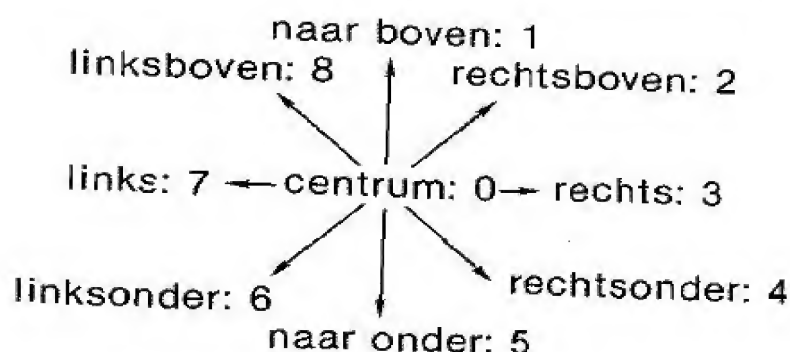 naar boven: 1
linksboven: 8 rechtsboven: 2
links: 7 centrum: 0 rechts: 3
linksonder: 6 rechtsonder: 4
naar onder: 5